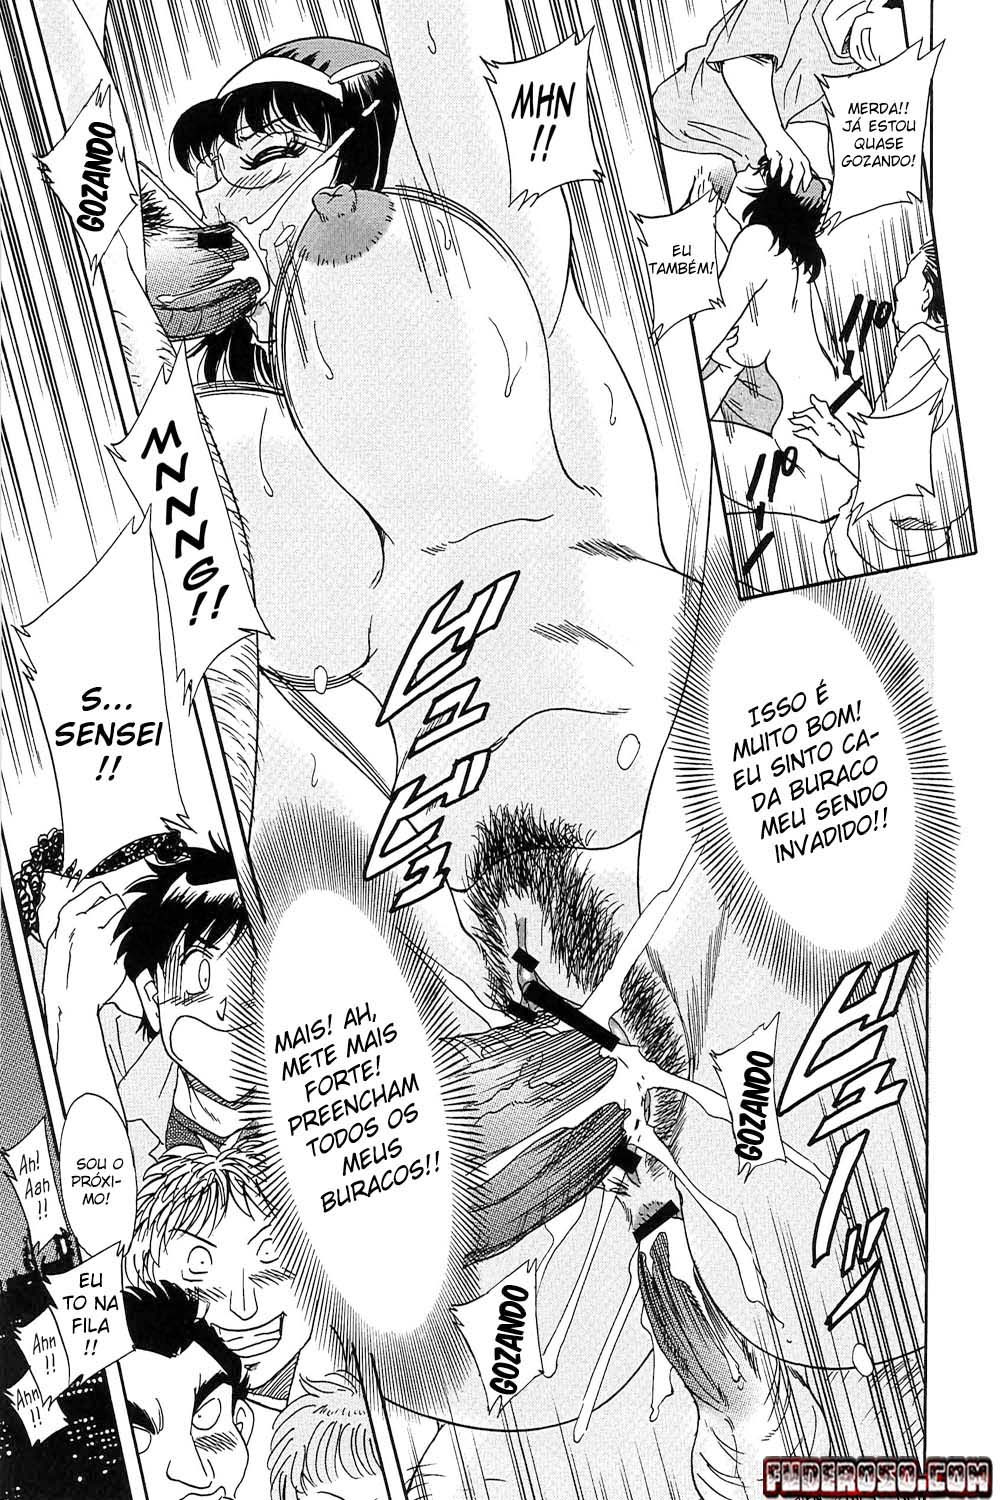 MERDA!!
JÁ ESTOU
QUASE
GOZANDO!
EU
TAMBÉM!
MHN
!!
GOZANDO
MNNNG!!
ISSO É
MUITO BOM!
EU SINTO CA-
DA BURACO
MEU SENDO
INVADIDO!!
S...
SENSEI
!!
MAIS! AH,
METE MAIS
FORTE!
PREENCHAM
TODOS OS
MEUS
BURACOS!!
GOZANDO
GOZANDO
SOU O
PRÓXI-
MO!
Ah!
Aah
!!
EU
TO NA
FILA
!!
Ahn
!!
Ahn
!!
FUDEROSO.COM